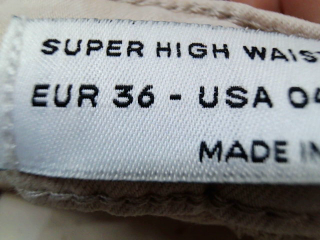 SUPER HIGH WAIST
EUR 36 - USA 04
MADE IN